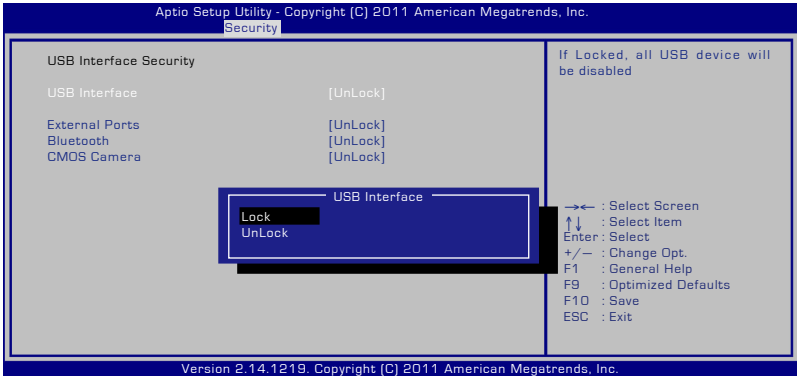 Aptio Setup Utility - Copyright (C) 2011 American Megatrends, Inc.
Security
USB Interface Security
USB Interface [UnLock]
External Ports [UnLock]
Bluetooth [UnLock]
CMOS Camera [UnLock]
If Locked, all USB device will
be disabled
USB Interface
Lock
UnLock
→← : Select Screen
↑↓ : Select Item
Enter : Select
+/— : Change Opt.
F1 : General Help
F9 : Optimized Defaults
F10 : Save
ESC : Exit
Version 2.14.1219. Copyright (C) 2011 American Megatrends, Inc.